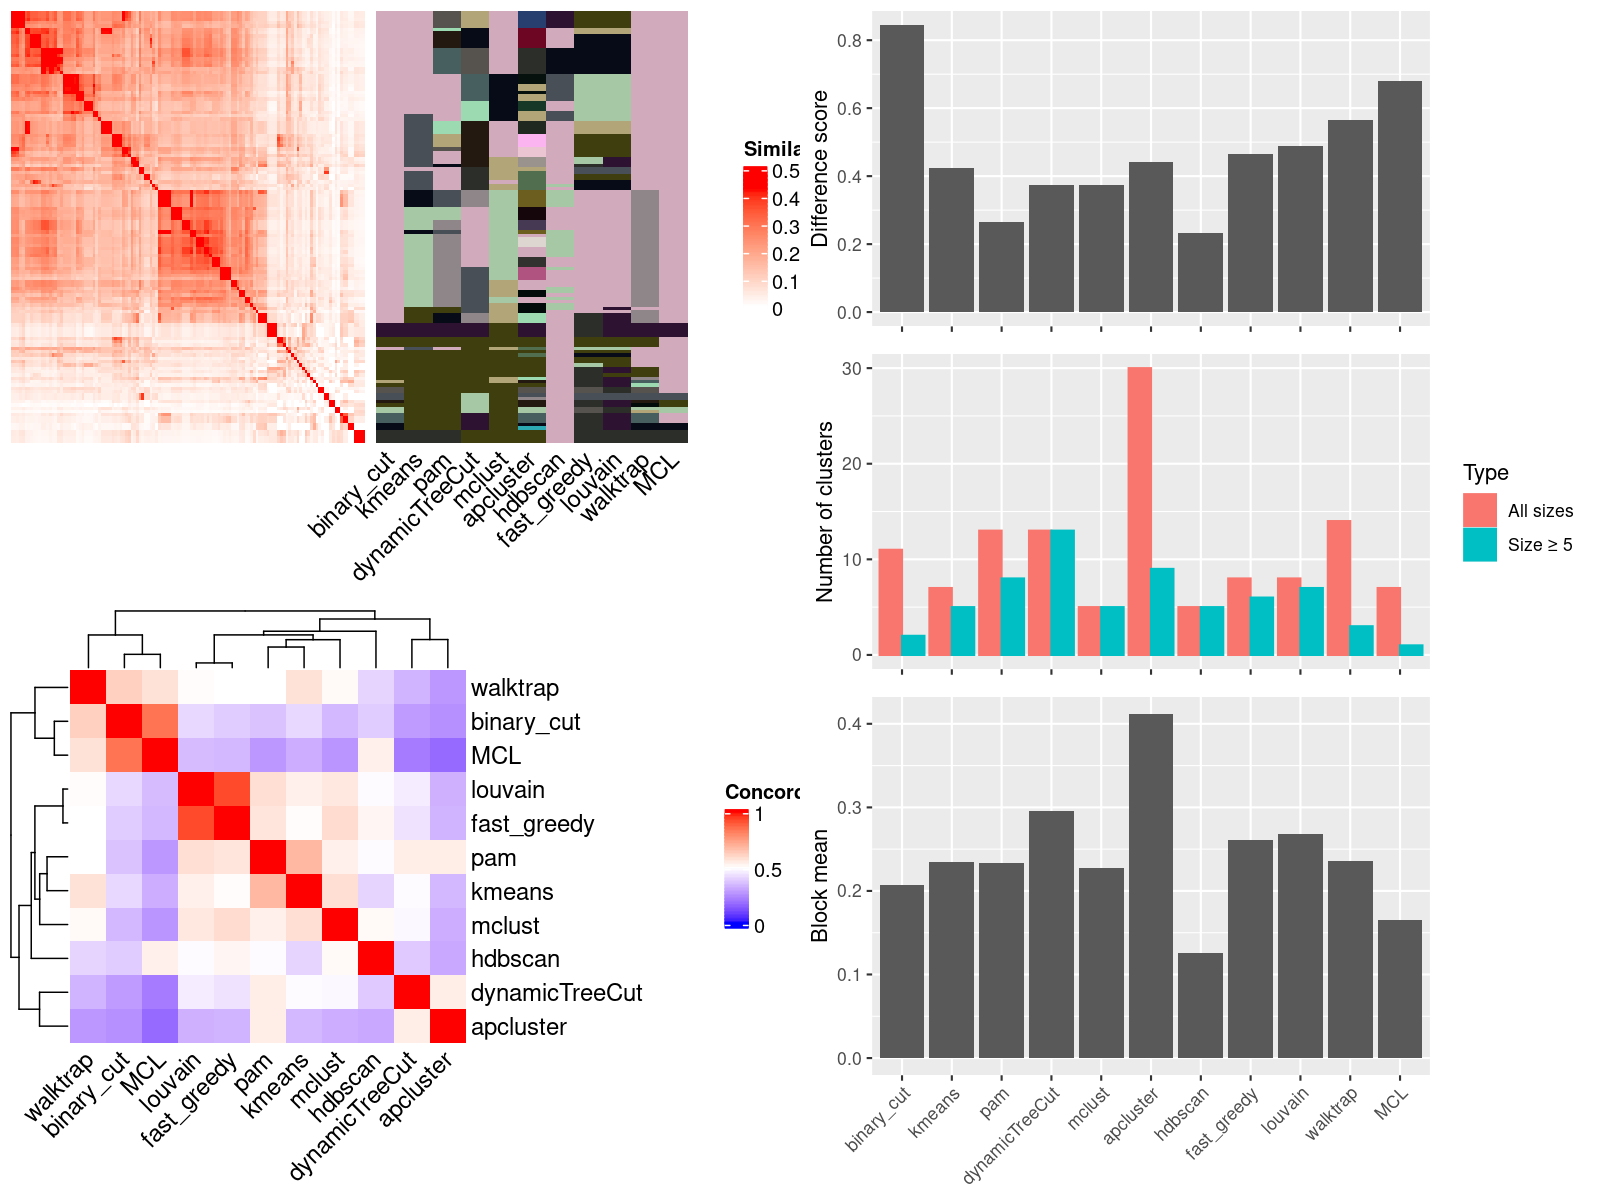 Simila
0.5
0.4
0.3
0.2
0.1
0
binary_cut
kmeans
pam
dynamicTreeCut
mclust
apcluster
hdbscan
fast_greedy
louvain
walktrap
MCL
walktrap
binary_cut
MCL
louvain
fast_greedy
pam
kmeans
mclust
hdbscan
dynamicTreeCut
apcluster
walktrap
binary_cut
MCL
louvain
fast_greedy
pam
kmeans
mclust
hdbscan
dynamicTreeCut
apcluster
Concord
1
0.5
0
Difference score
0.8
0.6
0.4
0.2
0.0
Number of clusters
30
20
10
0
Type
All sizes
Size ≥ 5
Block mean
0.4
0.3
0.2
0.1
0.0
binary_cut
kmeans
pam
dynamicTreeCut
mclust
apcluster
hdbscan
fast_greedy
louvain
walktrap
MCL